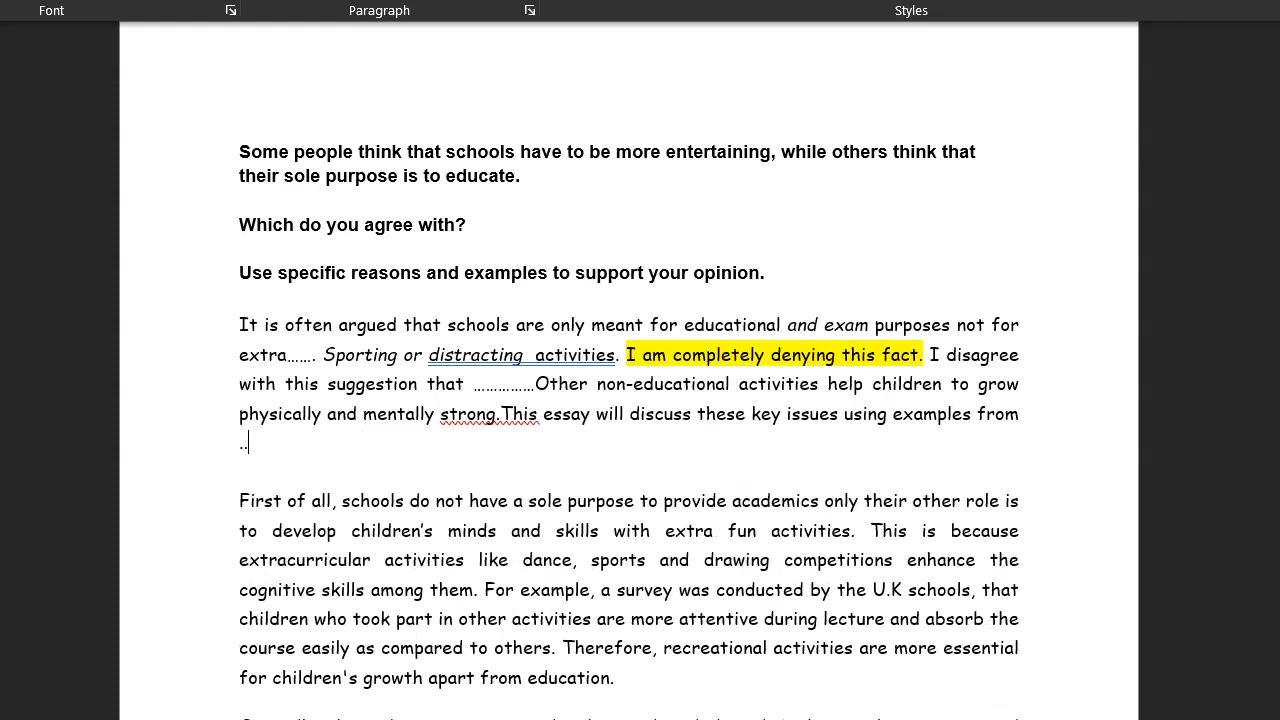 Font Paragraph Styles
Some people think that schools have to be more entertaining, while others think that
their sole purpose is to educate.
Which do you agree with?
Use specific reasons and examples to support your opinion.
It is often argued that schools are only meant for educational and exam purposes not for
extra……. Sporting or distracting  activities. I am completely denying this fact. I disagree
with this suggestion that ……………Other non-educational activities help children to grow
physically and mentally strong.This essay will discuss these key issues using examples from
..
First of all, schools do not have a sole purpose to provide academics only their other role is
to develop children’s minds and skills with extra fun activities. This is because
extracurricular activities like dance, sports and drawing competitions enhance the
cognitive skills among them. For example, a survey was conducted by the U.K schools, that
children who took part in other activities are more attentive during lecture and absorb the
course easily as compared to others. Therefore, recreational activities are more essential
for children's growth apart from education.